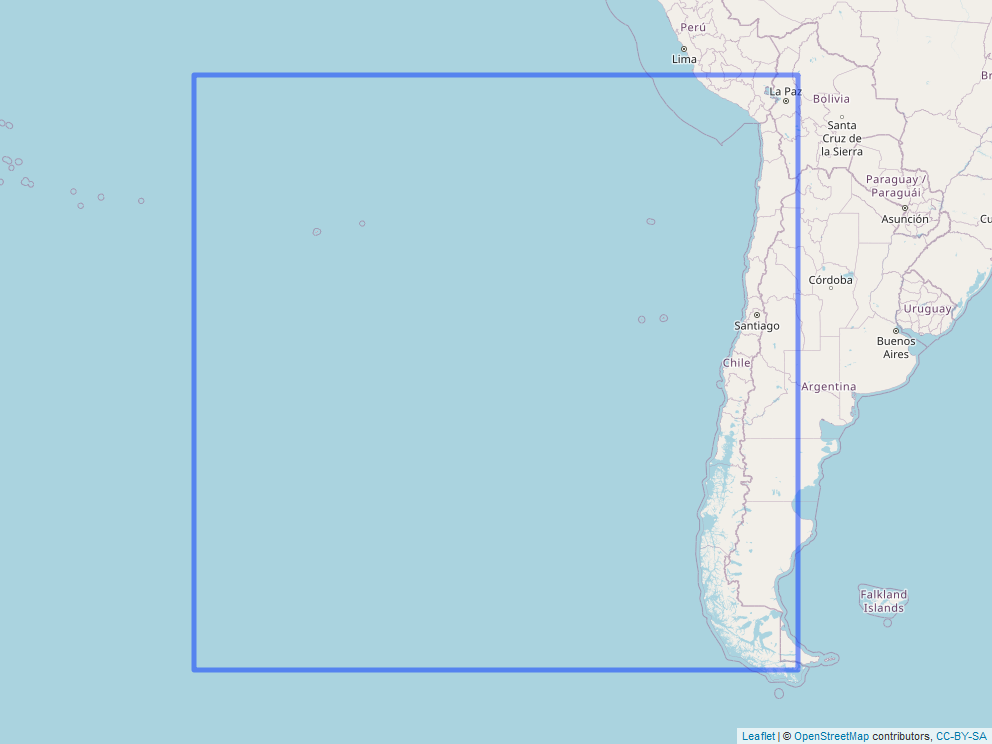 Perú
Lima
La Paz
Bolivia
Br
Santa
Cruz de
la Sierra
Paraguay /
Paraguái
Asunción
Cu
Córdoba
Uruguay
Santiago
Buenos
Aires
Chile
Argentina
Falkland
Islands
Leaflet | © OpenStreetMap contributors, CC-BY-SA